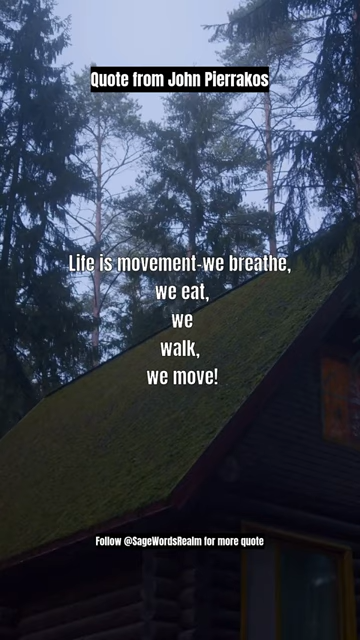 Quote from John Pierrakos
Life is movement-we breathe,
we eat,
we
walk,
we move!
Follow @SageWordsRealm for more quote